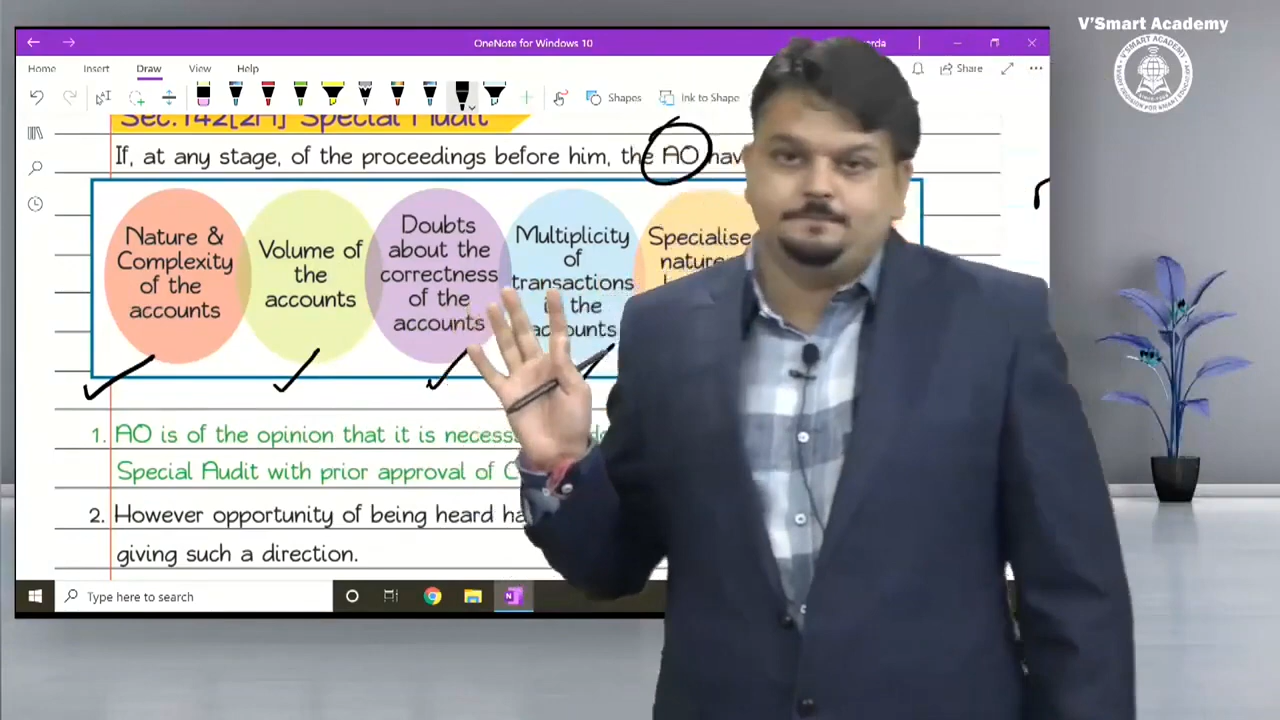 V'Smart Academy
OneNote for Windows 10
Home Insert Draw View Help
Share
Shapes Ink to Shape
Sec.142[2A] Special Audit
If, at any stage, of the proceedings before him, the AO hav
Nature &
Complexity
of the
accounts
Volume of
the
accounts
Doubts
about the
correctness
of the
accounts
Multiplicity
of
transactions
in the
accounts
Specialise
nature
1. AO is of the opinion that it is necess
Special Audit with prior approval of C
2. However opportunity of being heard ha
giving such a direction.
Type here to search